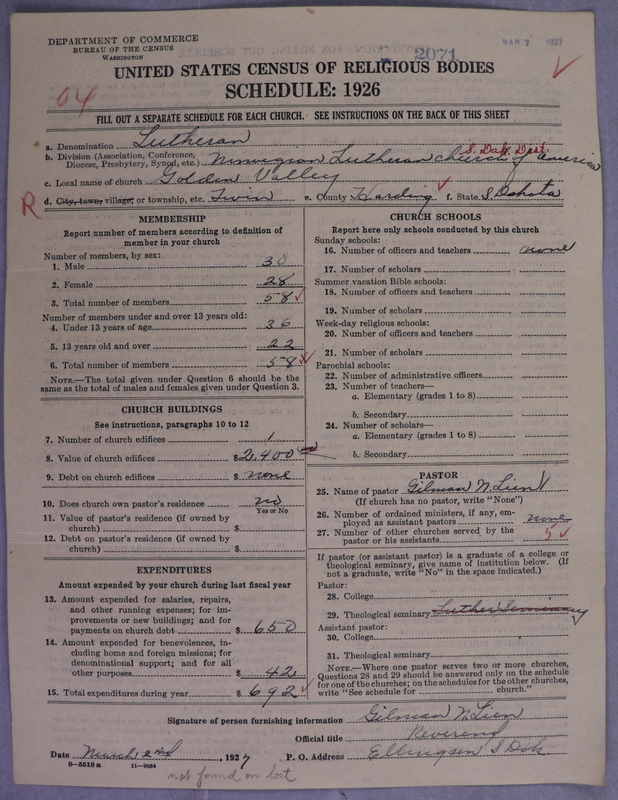 DEPARTMENT OF COMMERCE
BUREAU OF THE CENSUS
WASHINGTON
MAR 7 1927
2071
UNITED STATES CENSUS OF RELIGIOUS BODIES
SCHEDULE: 1926
04
FILL OUT A SEPARATE SCHEDULE FOR EACH CHURCH. SEE INSTRUCTIONS ON THE BACK OF THIS SHEET
a. Denomination Lutheran
S. Dak. Dist.
b. Division (Association, Conference, Diocese, Presbytery, Synod, etc.) Norwegian Lutheran church of America
c. Local name of church Golden Valley
R d. City, town, village, or township, etc. Twin e. County Harding f. State S. Dakota
MEMBERSHIP
Report number of members according to definition of member in your church
Number of members, by sex:
1. Male 30
2. Female 28
3. Total number of members 58
Number of members under and over 13 years old:
4. Under 13 years of age 36
5. 13 years old and over 22
6. Total number of members 58
NOTE.—The total given under Question 6 should be the same as the total of males and females given under Question 3.
CHURCH BUILDINGS
See instructions, paragraphs 10 to 12
7. Number of church edifices 1
8. Value of church edifices $2,400
9. Debt on church edifices $ none
10. Does church own pastor's residence? no
Yes or No
11. Value of pastor's residence (if owned by church) $
12. Debt on pastor's residence (if owned by church) $
EXPENDITURES
Amount expended by your church during last fiscal year
13. Amount expended for salaries, repairs, and other running expenses; for improvements or new buildings; and for payments on church debt $ 650
14. Amount expended for benevolences, including home and foreign missions; for denominational support; and for all other purposes $ 42
15. Total expenditures during year $ 692
CHURCH SCHOOLS
Report here only schools conducted by this church
Sunday schools:
16. Number of officers and teachers none
17. Number of scholars
Summer vacation Bible schools:
18. Number of officers and teachers
19. Number of scholars
Week-day religious schools:
20. Number of officers and teachers
21. Number of scholars
Parochial schools:
22. Number of administrative officers
23. Number of teachers—
a. Elementary (grades 1 to 8)
b. Secondary
24. Number of scholars—
a. Elementary (grades 1 to 8)
b. Secondary
PASTOR
25. Name of pastor Gilman N. Lien
(If church has no pastor, write "None")
26. Number of ordained ministers, if any, employed as assistant pastors none
27. Number of other churches served by the pastor or his assistants 5
If pastor (or assistant pastor) is a graduate of a college or theological seminary, give name of institution below. (If not a graduate, write "No" in the space indicated.)
Pastor:
28. College
29. Theological seminary Luther Seminary
Assistant pastor:
30. College
31. Theological seminary
NOTE.—Where one pastor serves two or more churches, Questions 28 and 29 should be answered only on the schedule for one of the churches; on the schedules for the other churches, write "See schedule for ________ church."
Signature of person furnishing information Gilman N. Lien
Official title Reverend
Date March 2nd, 1927 P. O. Address Ellingson S Dak
8—5518a 11—9024
not found on list